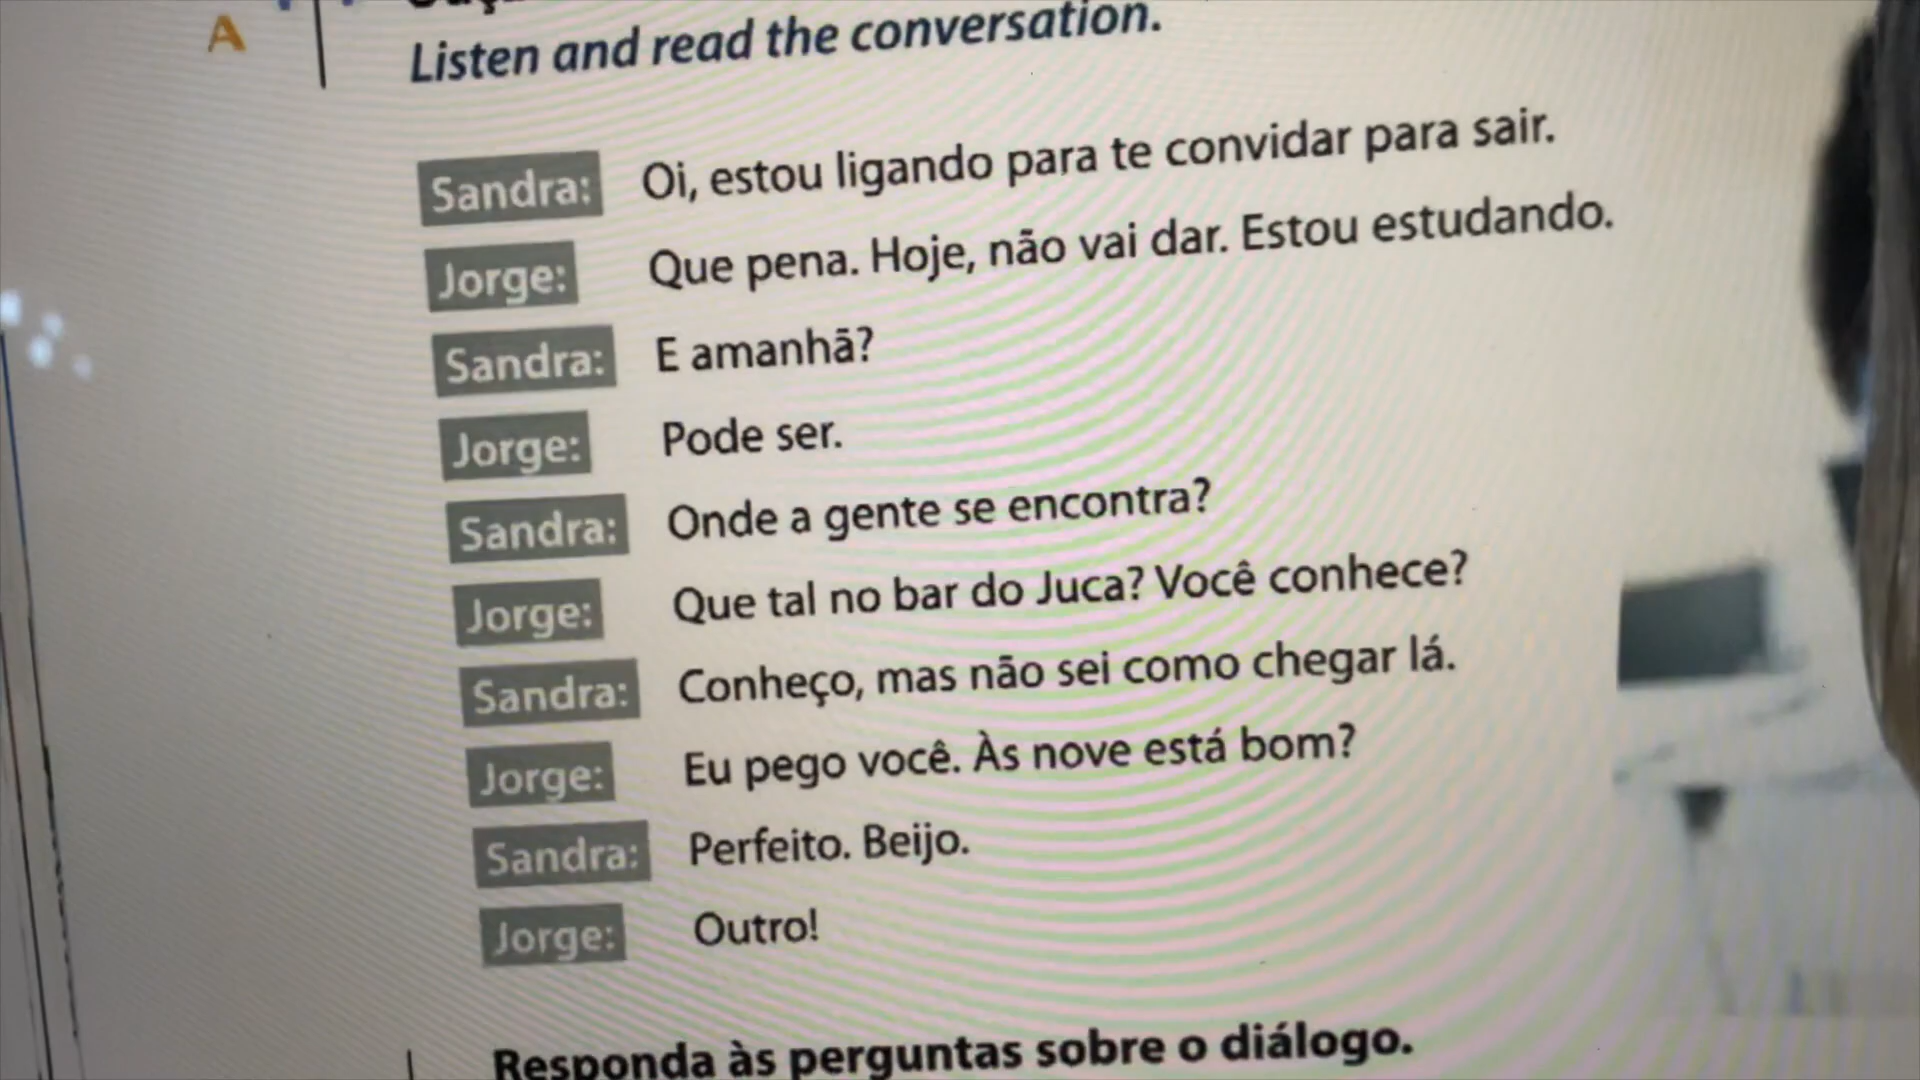 A
Listen and read the conversation.
Sandra: Oi, estou ligando para te convidar para sair.
Jorge: Que pena. Hoje, não vai dar. Estou estudando.
Sandra: E amanhã?
Jorge: Pode ser.
Sandra: Onde a gente se encontra?
Jorge: Que tal no bar do Juca? Você conhece?
Sandra: Conheço, mas não sei como chegar lá.
Jorge: Eu pego você. Às nove está bom?
Sandra: Perfeito. Beijo.
Jorge: Outro!
Responda às perguntas sobre o diálogo.